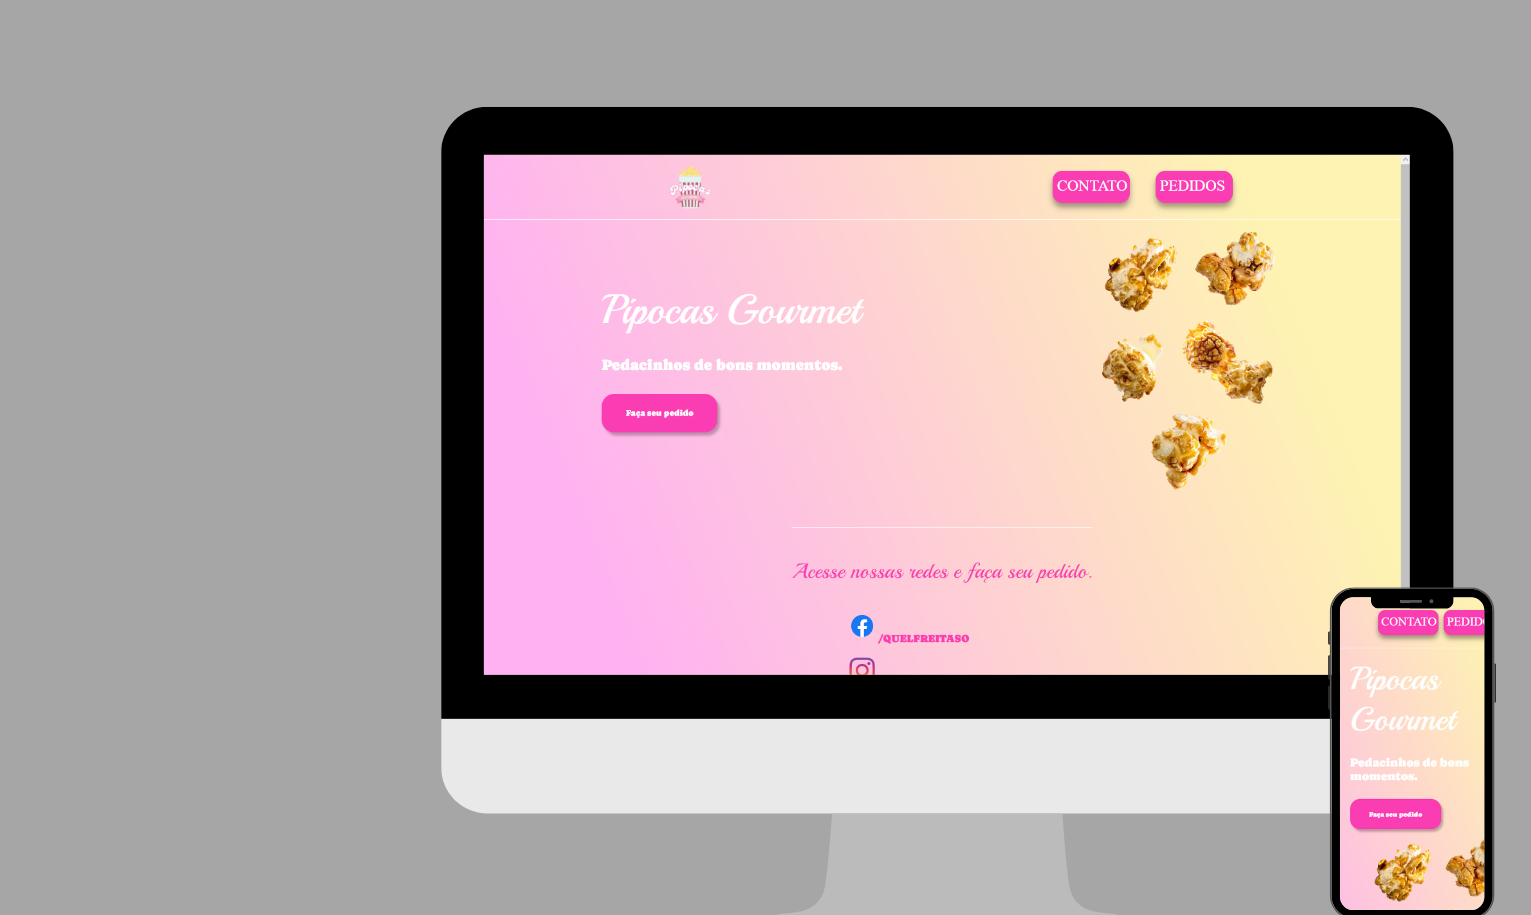 CONTATO PEDIDOS
Pipocas Gourmet
Pedacinhos de bons momentos.
Faça seu pedido
Acesse nossas redes e faça seu pedido.
/QUELFREITASO
CONTATO PEDIDO
Pipocas
Gourmet
Pedacinhos de bons
momentos.
Faça seu pedido